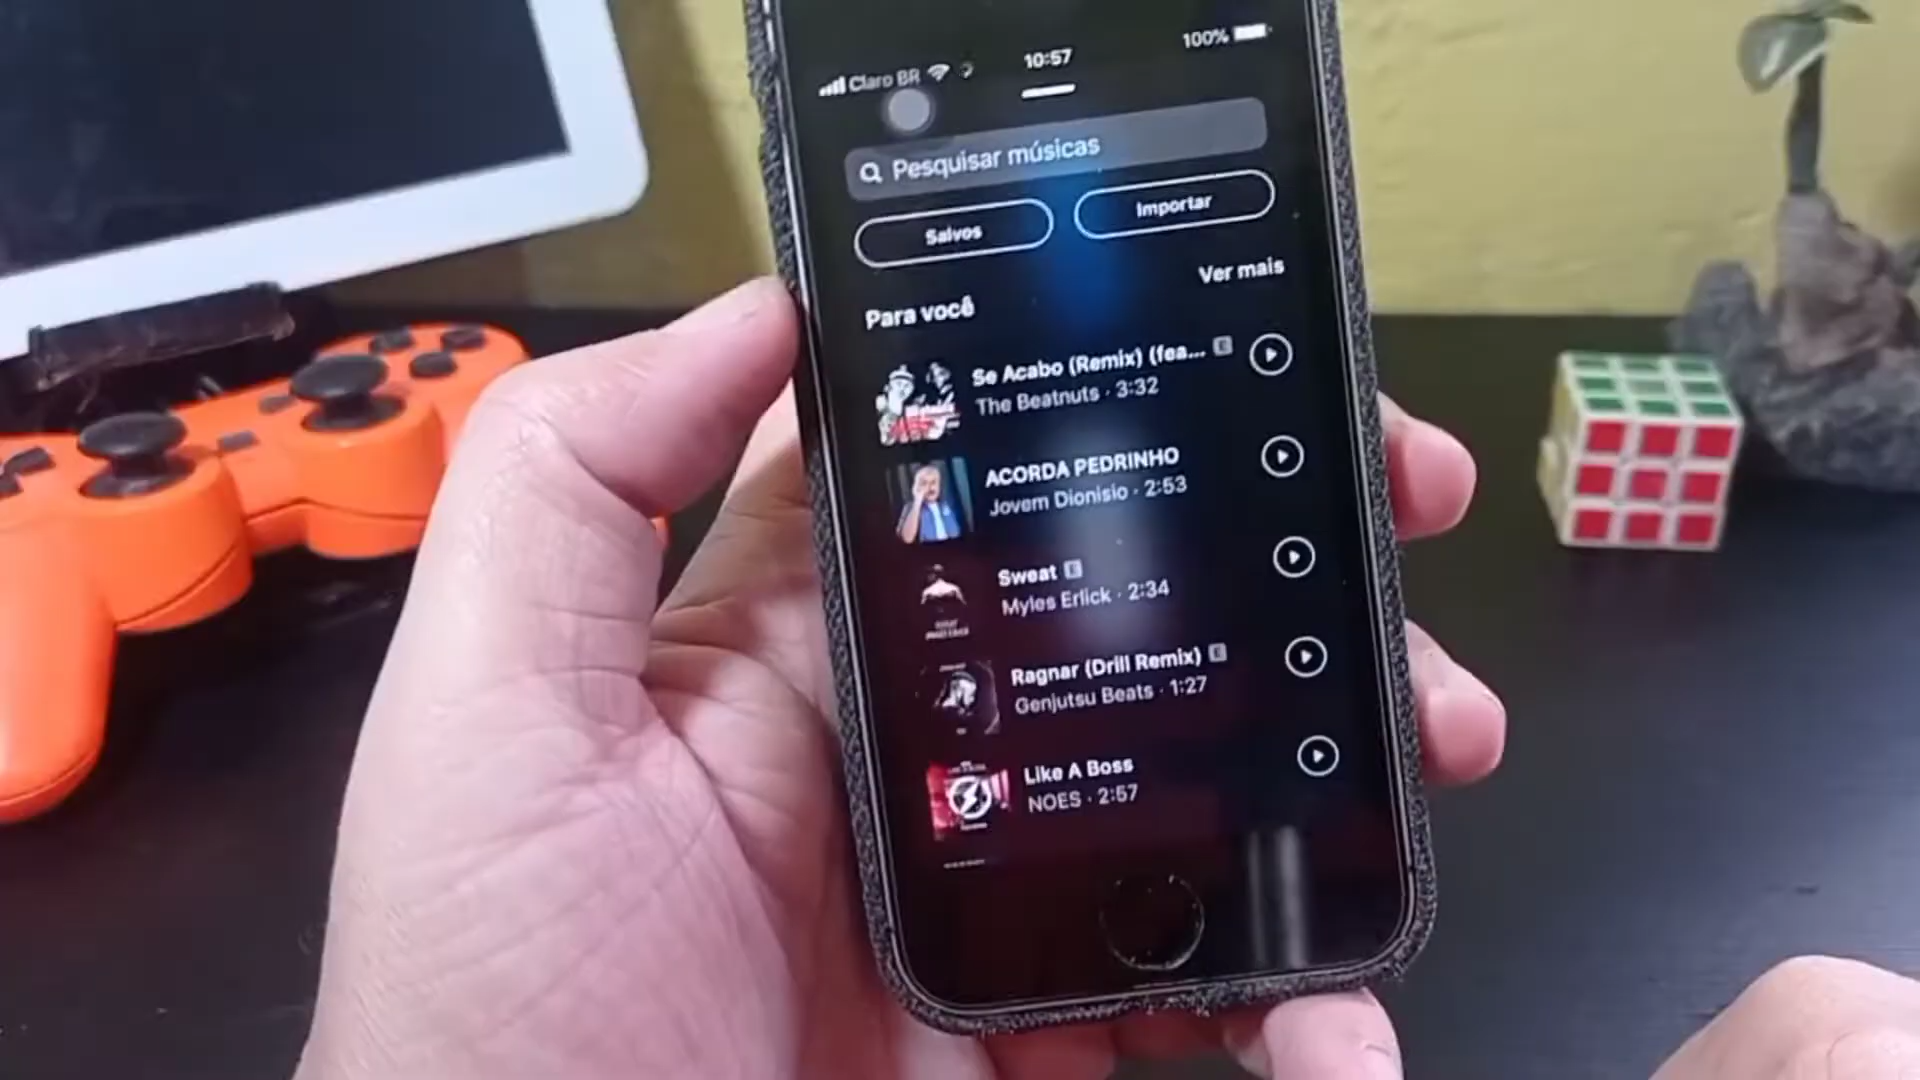 Claro BR
10:57
100%
Pesquisar músicas
Salvos
Importar
Ver mais
Para você
Se Acabo (Remix) (fea... E
The Beatnuts · 3:32
ACORDA PEDRINHO
Jovem Dionisio · 2:53
Sweat E
Myles Erlick · 2:34
Ragnar (Drill Remix) E
Genjutsu Beats · 1:27
Like A Boss
NOES · 2:57